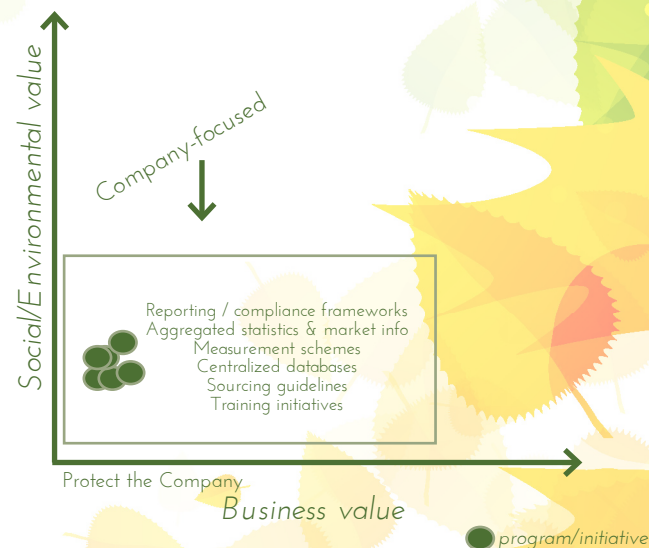 Social/Environmental value
Company-focused
Reporting / compliance frameworks
Aggregated statistics & market info
Measurement schemes
Centralized databases
Sourcing guidelines
Training initiatives
Protect the Company
Business value
program/initiative